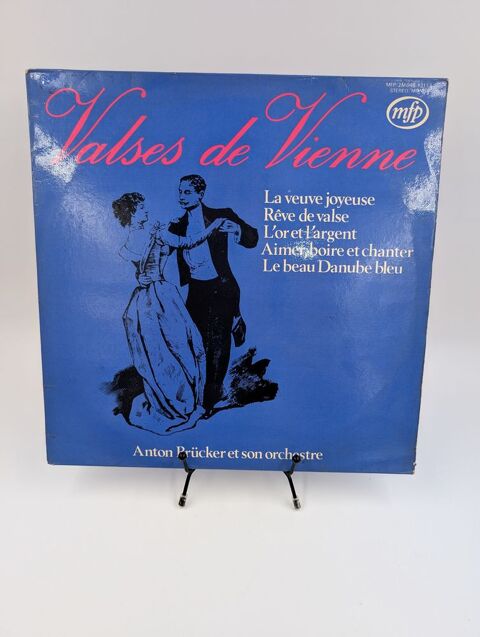 mfp
Valses de Vienne
La veuve joyeuse
Rêve de valse
L'or et l'argent
Aimer, boire et chanter
Le beau Danube bleu
Anton Brücker et son orchestre